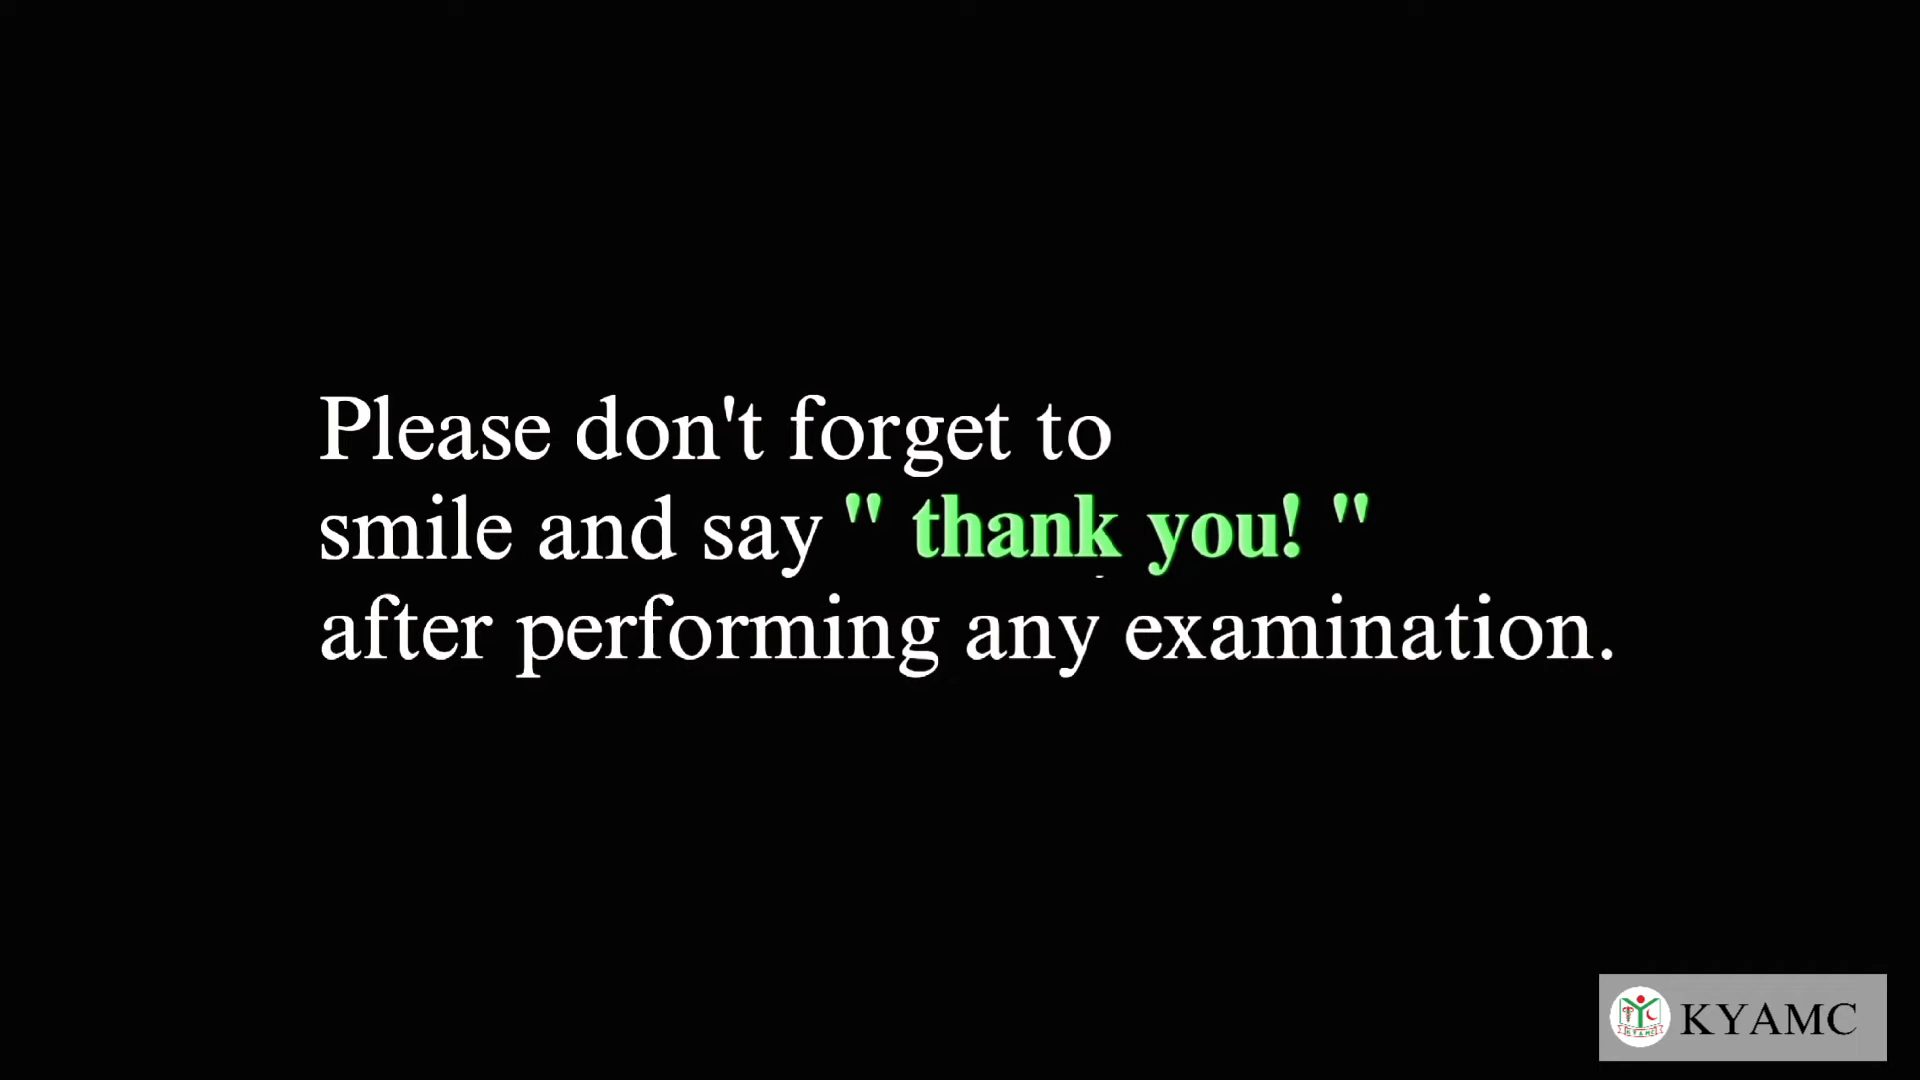 Please don't forget to
smile and say " thank you! "
after performing any examination.
KYAMC